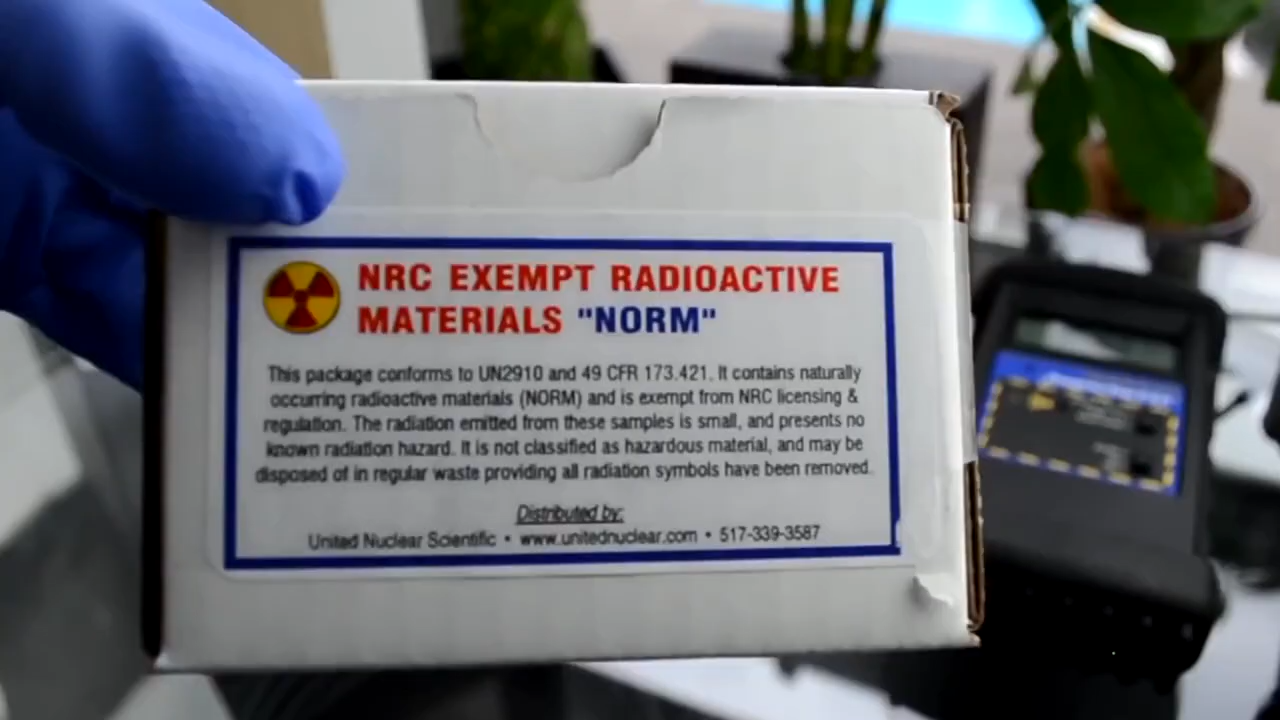 NRC EXEMPT RADIOACTIVE
MATERIALS "NORM"
This package conforms to UN2910 and 49 CFR 173.421. It contains naturally
occurring radioactive materials (NORM) and is exempt from NRC licensing &
regulation. The radiation emitted from these samples is small, and presents no
known radiation hazard. It is not classified as hazardous material, and may be
disposed of in regular waste providing all radiation symbols have been removed.
Distributed by:
United Nuclear Scientific • www.unitednuclear.com • 517-339-3587